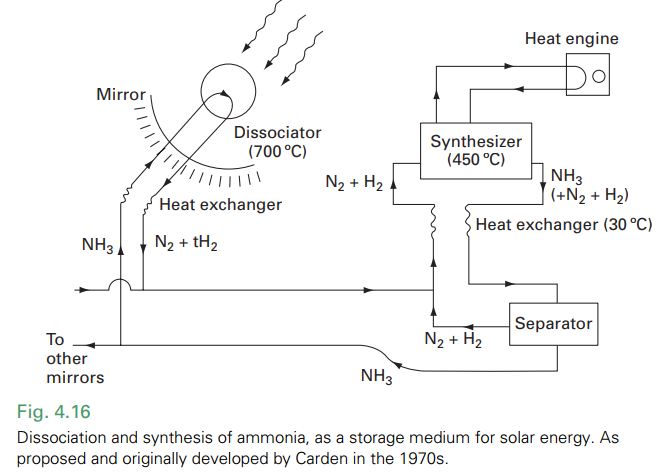 Heat engine
Mirror
Dissociator
(700 °C)
Synthesizer
(450 °C)
N₂ + H₂
NH₃
(+N₂ + H₂)
Heat exchanger
Heat exchanger (30 °C)
NH₃
N₂ + tH₂
Separator
To
other
mirrors
N₂ + H₂
NH₃
Fig. 4.16
Dissociation and synthesis of ammonia, as a storage medium for solar energy. As
proposed and originally developed by Carden in the 1970s.